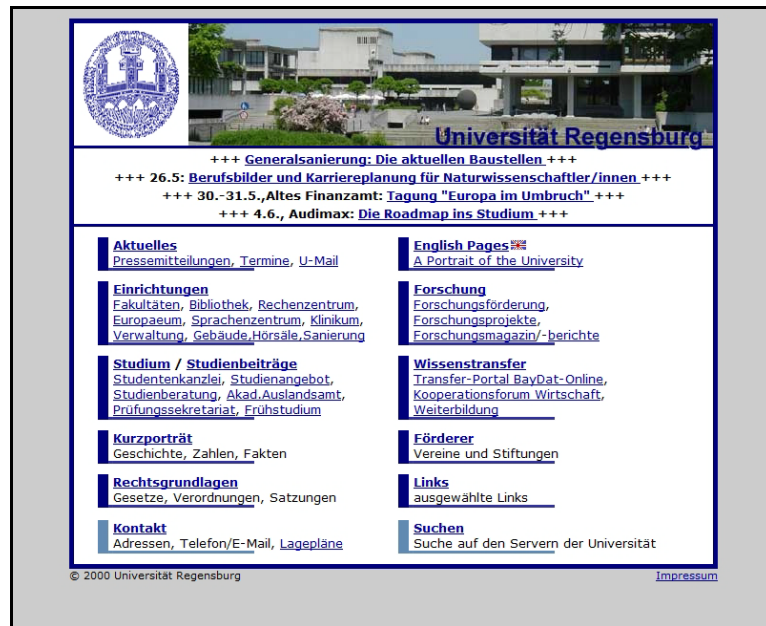 Universität Regensburg
+++ Generalsanierung: Die aktuellen Baustellen +++
+++ 26.5: Berufsbilder und Karriereplanung für Naturwissenschaftler/innen +++
+++ 30.-31.5.,Altes Finanzamt: Tagung "Europa im Umbruch" +++
+++ 4.6., Audimax: Die Roadmap ins Studium +++
Aktuelles
Pressemitteilungen, Termine, U-Mail
English Pages
A Portrait of the University
Einrichtungen
Fakultäten, Bibliothek, Rechenzentrum,
Europaeum, Sprachenzentrum, Klinikum,
Verwaltung, Gebäude,Hörsäle,Sanierung
Forschung
Forschungsförderung,
Forschungsprojekte,
Forschungsmagazin/-berichte
Studium / Studienbeiträge
Studentenkanzlei, Studienangebot,
Studienberatung, Akad.Auslandsamt,
Prüfungssekretariat, Frühstudium
Wissenstransfer
Transfer-Portal BayDat-Online,
Kooperationsforum Wirtschaft,
Weiterbildung
Kurzporträt
Geschichte, Zahlen, Fakten
Förderer
Vereine und Stiftungen
Rechtsgrundlagen
Gesetze, Verordnungen, Satzungen
Links
ausgewählte Links
Kontakt
Adressen, Telefon/E-Mail, Lagepläne
Suchen
Suche auf den Servern der Universität
© 2000 Universität Regensburg
Impressum